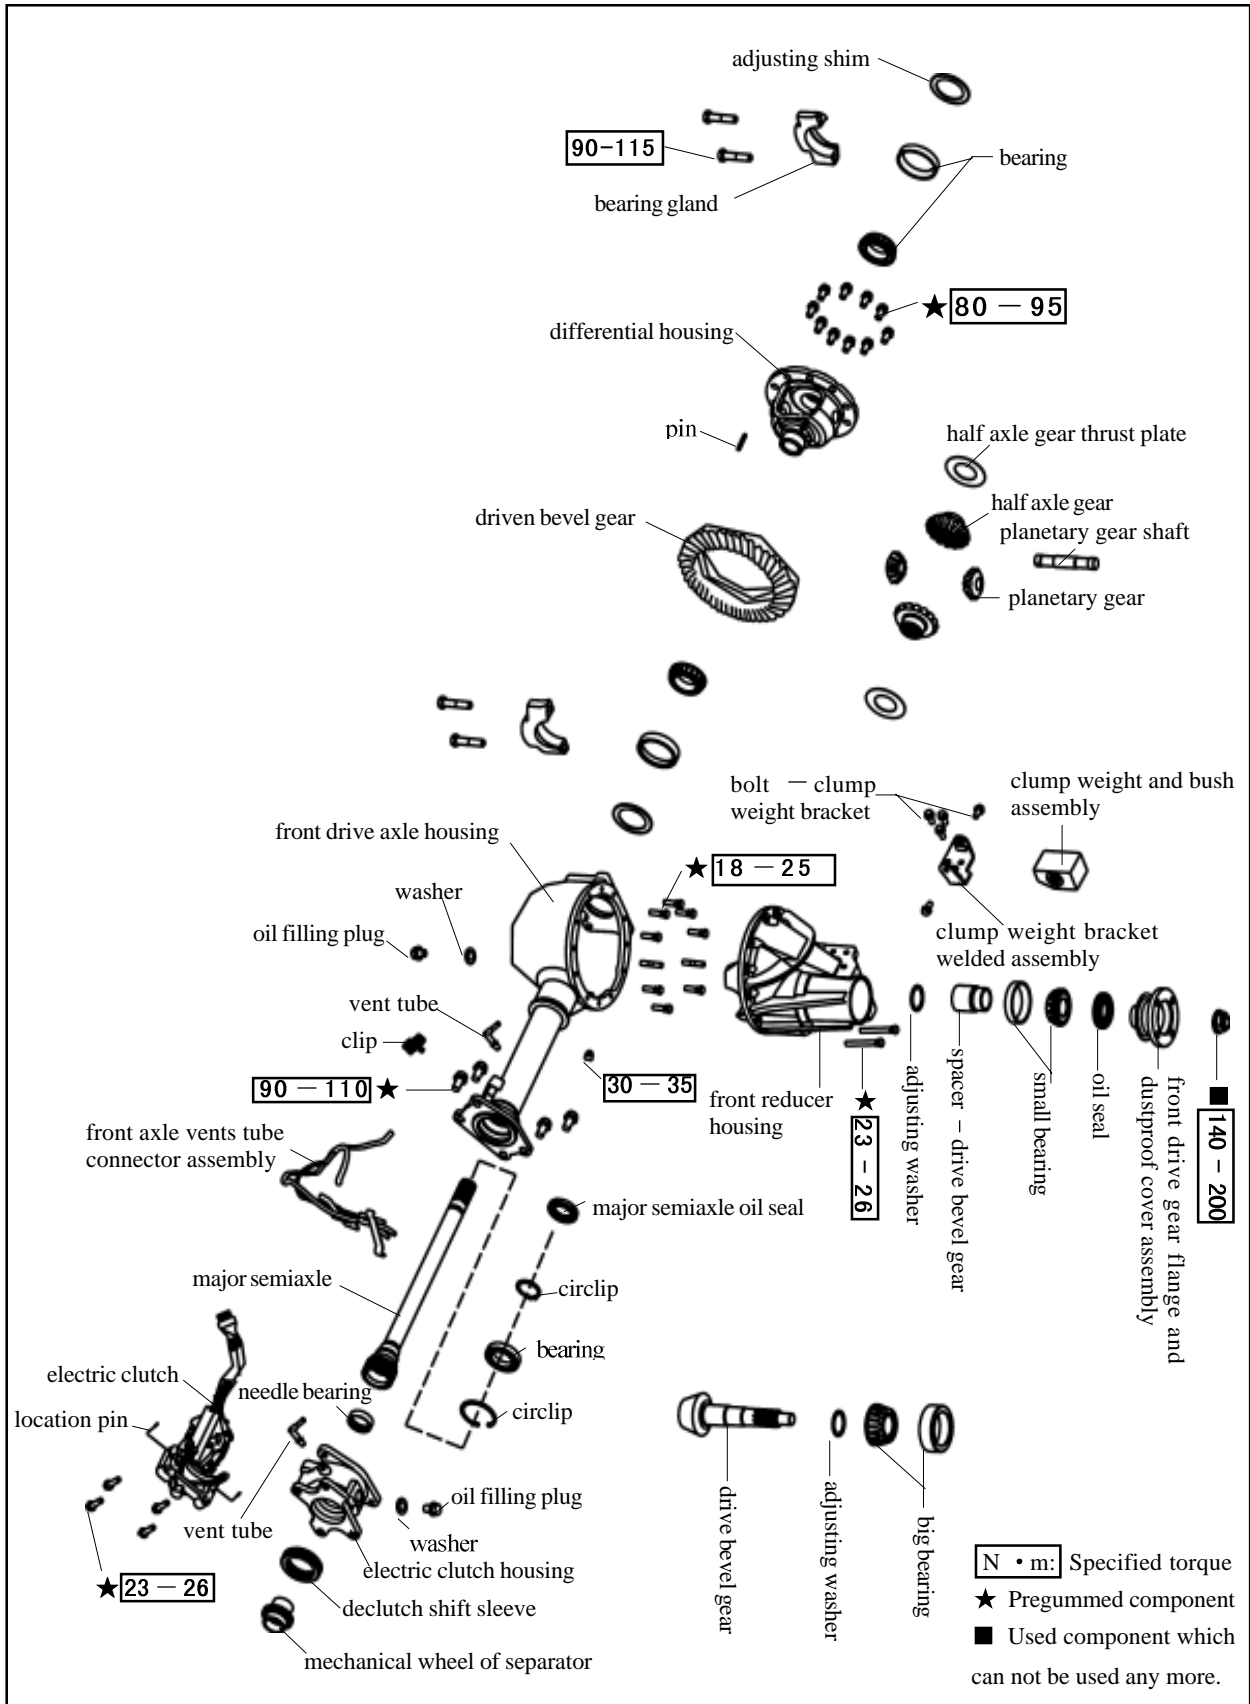 adjusting shim
90-115
bearing
bearing gland
★ 80 — 95
differential housing
pin
half axle gear thrust plate
half axle gear
driven bevel gear
planetary gear shaft
planetary gear
bolt — clump
weight bracket
clump weight and bush
assembly
front drive axle housing
★ 18 — 25
washer
oil filling plug
clump weight bracket
welded assembly
vent tube
clip
90 — 110 ★
30 — 35
front reducer
housing
★ 23 - 26
adjusting washer
spacer - drive bevel gear
small bearing
oil seal
front drive gear flange and
dustproof cover assembly
■ 140 - 200
front axle vents tube
connector assembly
major semiaxle oil seal
major semiaxle
circlip
bearing
electric clutch
needle bearing
circlip
location pin
oil filling plug
vent tube
washer
electric clutch housing
★ 23 — 26
declutch shift sleeve
mechanical wheel of separator
drive bevel gear
adjusting washer
big bearing
N • m: Specified torque
★ Pregummed component
■ Used component which
can not be used any more.